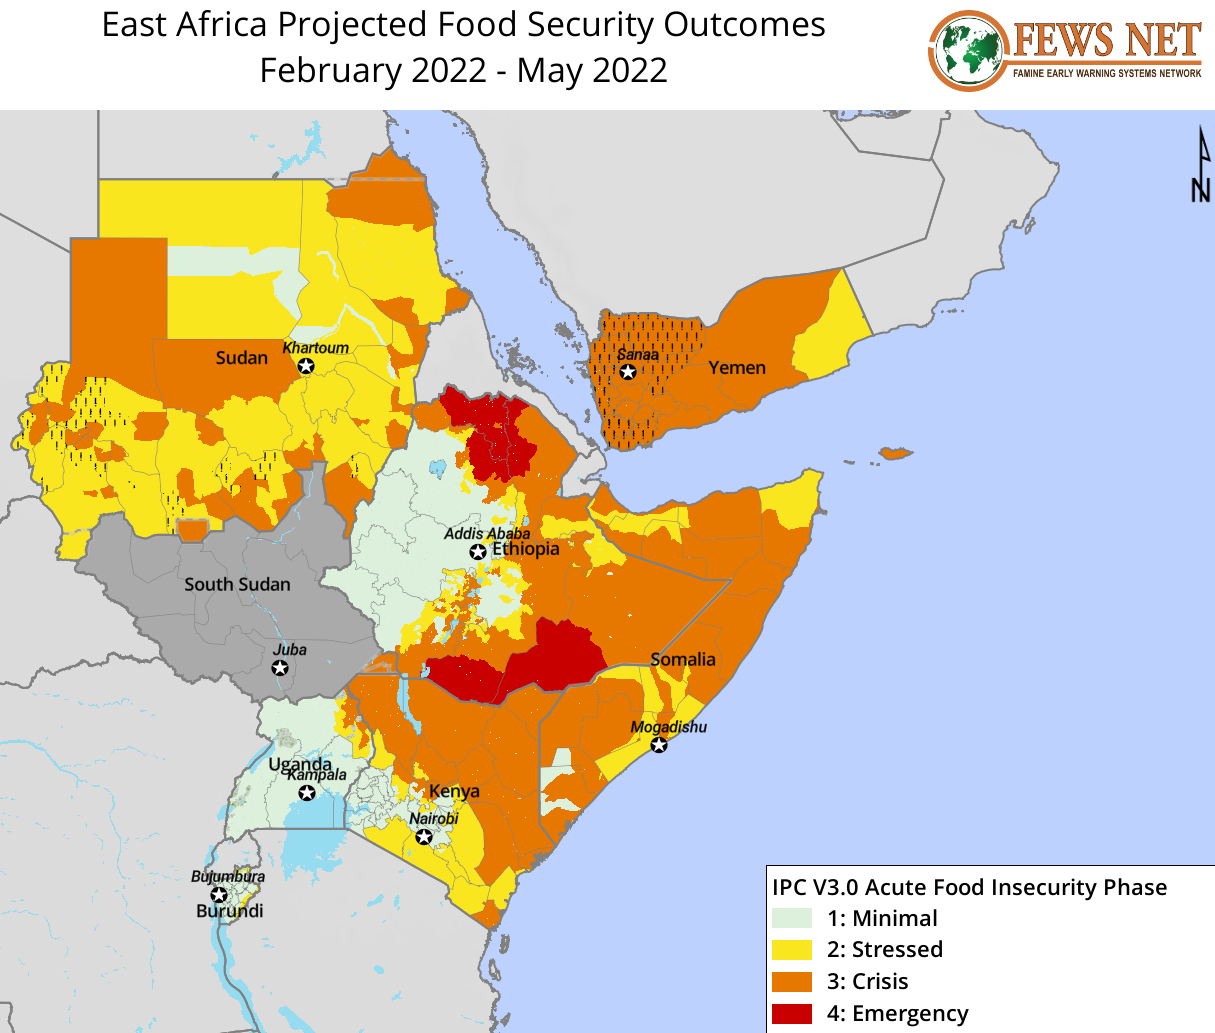 East Africa Projected Food Security Outcomes
February 2022 - May 2022
FEWS NET
FAMINE EARLY WARNING SYSTEMS NETWORK
N
Khartoum
Sudan
Sanaa
Yemen
Addis Ababa
Ethiopia
South Sudan
Juba
Somalia
Mogadishu
Uganda
Kampala
Kenya
Nairobi
Bujumbura
Burundi
IPC V3.0 Acute Food Insecurity Phase
1: Minimal
2: Stressed
3: Crisis
4: Emergency